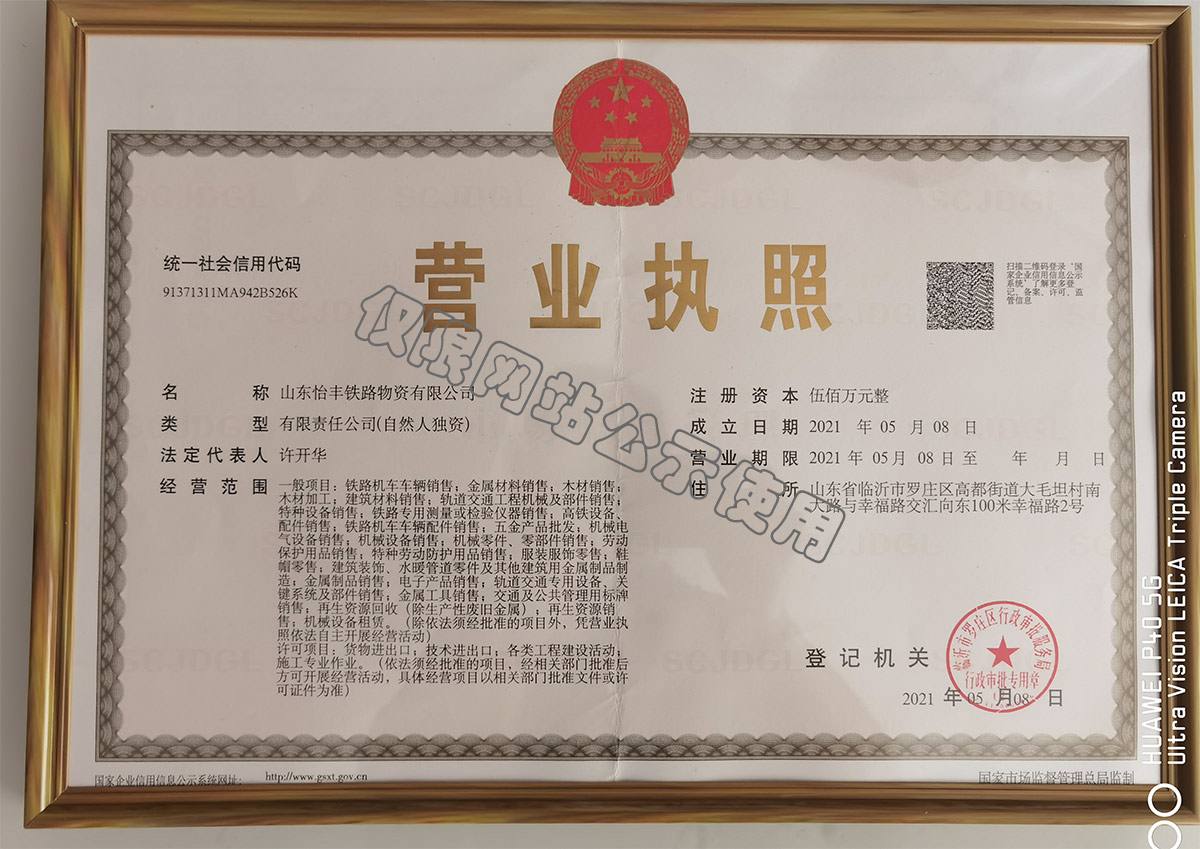 营业执照
统一社会信用代码
91371311MA942B526K
扫描二维码登录‘国
家企业信用信息公示
系统’了解更多登
记、备案、许可、监
管信息
名称 山东怡丰铁路物资有限公司
类型 有限责任公司(自然人独资)
法定代表人 许开华
经营范围 一般项目：铁路机车车辆销售；金属材料销售；木材销售；
木材加工；建筑材料销售；轨道交通工程机械及部件销售；
特种设备销售；铁路专用测量或检验仪器销售；高铁设备、
配件销售；铁路机车车辆配件销售；五金产品批发；机械电
气设备销售；机械设备销售；机械零件、零部件销售；劳动
保护用品销售；特种劳动防护用品销售；服装服饰零售；鞋
帽零售；建筑装饰、水暖管道零件及其他建筑用金属制品制
造；金属制品销售；电子产品销售；轨道交通专用设备、关
键系统及部件销售；金属工具销售；交通及公共管理用标牌
销售；再生资源回收（除生产性废旧金属）；再生资源销
售；机械设备租赁。（除依法须经批准的项目外，凭营业执
照依法自主开展经营活动）
许可项目：货物进出口；技术进出口；各类工程建设活动；
施工专业作业。（依法须经批准的项目，经相关部门批准后
方可开展经营活动，具体经营项目以相关部门批准文件或许
可证件为准）
注册资本 伍佰万元整
成立日期 2021 年 05 月 08 日
营业期限 2021 年 05月 08 日至 年 月 日
住所 山东省临沂市罗庄区高都街道大毛坦村南
大路与幸福路交汇向东100米幸福路2号
仅限网站公示使用
登记机关
临沂市罗庄区行政审批服务局
行政审批专用章
2021 年 05 月 08 日
国家企业信用信息公示系统网址： http://www.gsxt.gov.cn
国家市场监督管理总局监制
SCJDGL
HUAWEI P40 5G
Ultra Vision LEICA Triple Camera